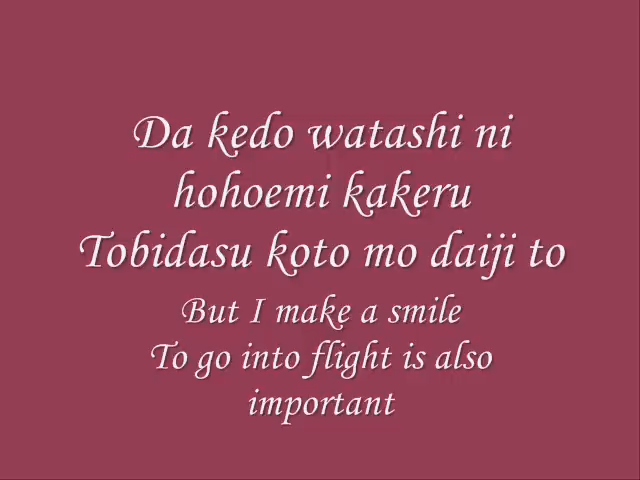 Da kedo watashi ni
hohoemi kakeru
Tobidasu koto mo daiji to
But I make a smile
To go into flight is also
important